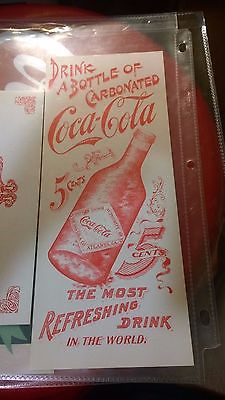 DRINK
A BOTTLE OF
CARBONATED
Coca-Cola
5 CENTS
Coca-Cola
ATLANTA, GA.
5
CENTS
THE MOST
REFRESHING DRINK
IN THE WORLD.